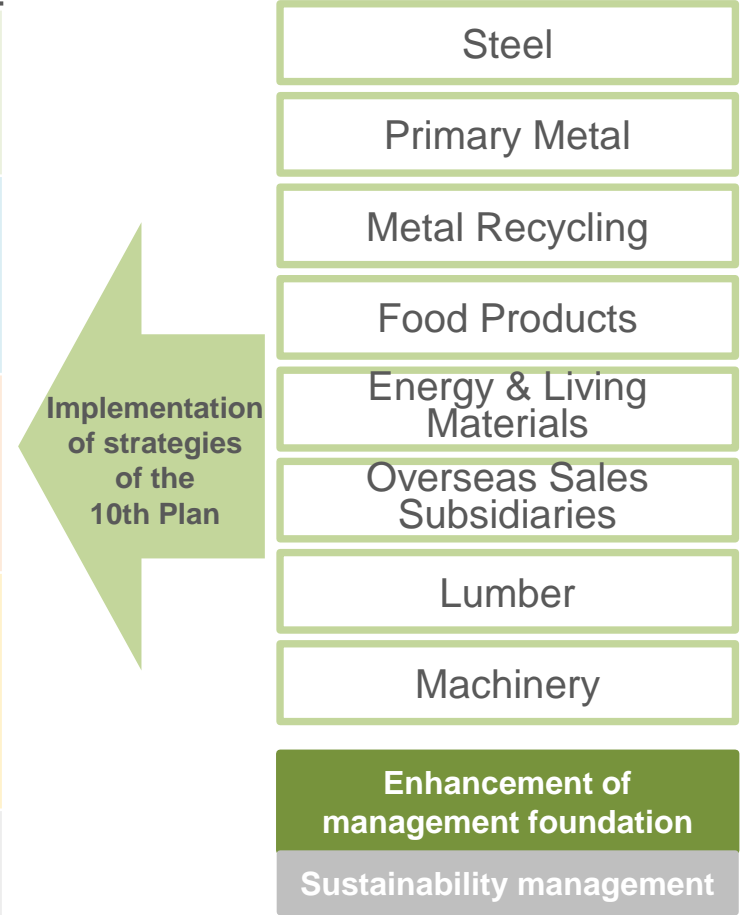 Steel
Primary Metal
Metal Recycling
Food Products
Energy & Living
Materials
Overseas Sales
Subsidiaries
Lumber
Machinery
Implementation
of strategies
of the
10th Plan
Enhancement of
management foundation
Sustainability management